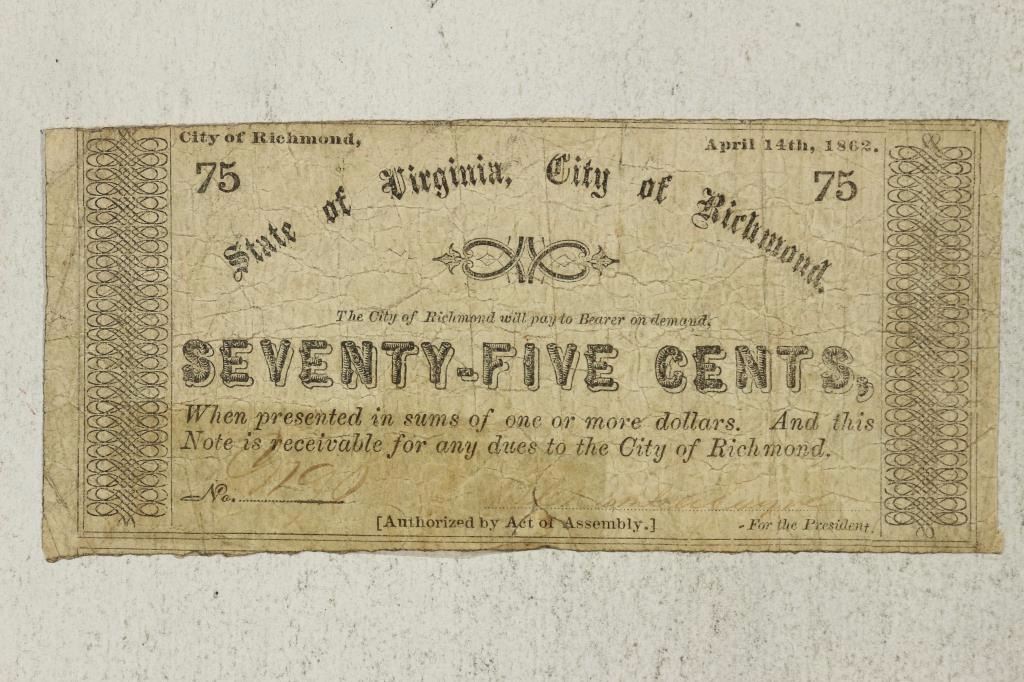 City of Richmond, April 14th, 1862.
75 75
State of Virginia, City of Richmond.
The City of Richmond will pay to Bearer on demand,
SEVENTY-FIVE CENTS,
When presented in sums of one or more dollars. And this
Note is receivable for any dues to the City of Richmond.
No.
[Authorized by Act of Assembly.] For the President.